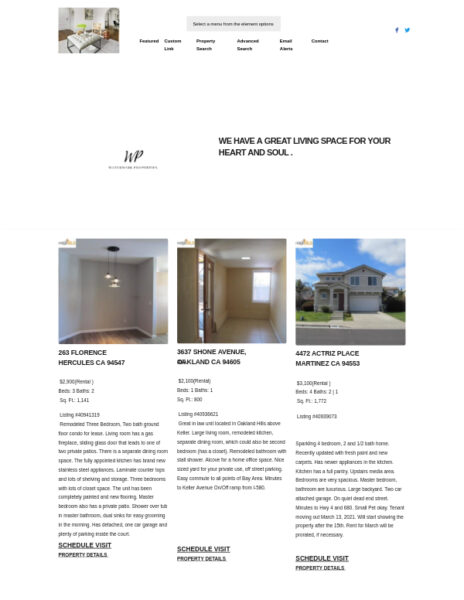 Select a menu from the element options
Featured
Custom
Link
Property
Search
Advanced
Search
Email
Alerts
Contact
WE HAVE A GREAT LIVING SPACE FOR YOUR
HEART AND SOUL .
WP
263 FLORENCE
HERCULES CA 94547
$2,900(Rental )
Beds: 3 Baths: 2
Sq. Ft.: 1,141
Listing #40941319
Remodeled Three Bedroom, Two bath ground
floor condo for lease. Living room has a gas
fireplace, sliding glass door that leads to one of
two private patios. There is a separate dining room
space. The fully appointed kitchen has brand new
stainless steel appliances. Laminate counter tops
and lots of shelving and storage. Three bedrooms
with lots of closet space. The unit has been
completely painted and new flooring. Master
bedroom also has a private patio. Shower over tub
in master bathroom, dual sinks for easy grooming
in the morning. Has detached, one car garage and
plenty of parking inside the court.
SCHEDULE VISIT
PROPERTY DETAILS
3637 SHONE AVENUE,
OAKLAND CA 94605
$2,100(Rental)
Beds: 1 Baths: 1
Sq. Ft.: 800
Listing #40938621
Great in law unit located in Oakland Hills above
Keller. Large living room, remodeled kitchen,
separate dining room, which could also be second
bedroom (has a closet). Remodeled bathroom with
stall shower. Alcove for a home office space. Nice
sized yard for your private use, off street parking.
Easy commute to all points of Bay Area. Minutes
to Keller Avenue On/Off ramp from I-580.
SCHEDULE VISIT
PROPERTY DETAILS
4472 ACTRIZ PLACE
MARTINEZ CA 94553
$3,100(Rental )
Beds: 4 Baths: 2 | 1
Sq. Ft.: 1,772
Listing #40939073
Sparkling 4 bedroom, 2 and 1/2 bath home.
Recently updated with fresh paint and new
carpets. Has newer appliances in the kitchen.
Kitchen has a full pantry. Upstairs media area.
Bedrooms are very spacious. Master bedroom,
bathroom are luxurious. Large backyard. Two car
attached garage. On quiet dead end street.
Minutes to Hwy 4 and 680. Small Pet okay. Tenant
moving out March 13, 2021. Will start showing the
property after the 15th. Rent for March will be
prorated, if necessary.
SCHEDULE VISIT
PROPERTY DETAILS